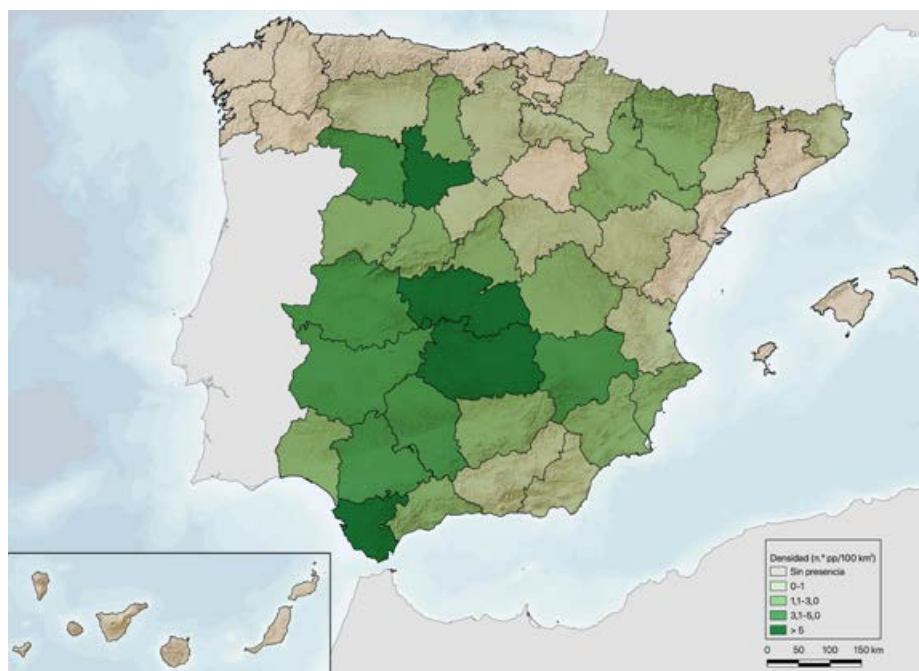 Densidad (n.º pp/100 km²)
Sin presencia
0-1
1,1-3,0
3,1-5,0
> 5
0 50 100 150 km